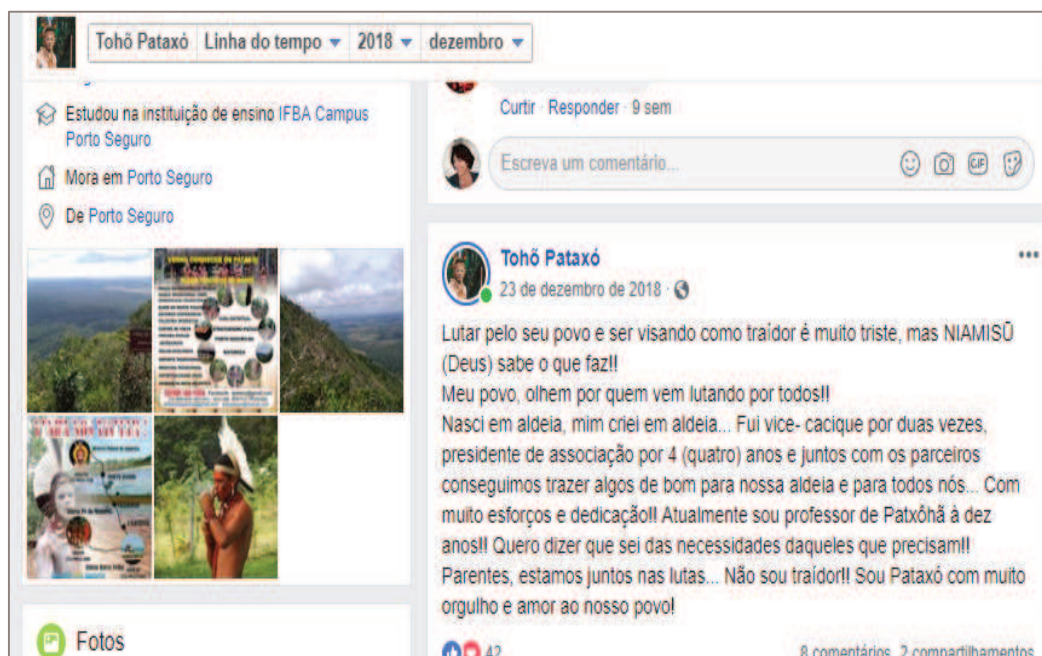 Tohõ Pataxó Linha do tempo 2018 dezembro
Estudou na instituição de ensino IFBA Campus
Porto Seguro
Mora em Porto Seguro
De Porto Seguro
Fotos
Curtir · Responder · 9 sem
Escreva um comentário...
GIF
Tohõ Pataxó
23 de dezembro de 2018 ·
Lutar pelo seu povo e ser visando como traídor é muito triste, mas NIAMISŨ
(Deus) sabe o que faz!!
Meu povo, olhem por quem vem lutando por todos!!
Nasci em aldeia, mim criei em aldeia... Fui vice- cacique por duas vezes,
presidente de associação por 4 (quatro) anos e juntos com os parceiros
conseguimos trazer algos de bom para nossa aldeia e para todos nós... Com
muito esforços e dedicação!! Atualmente sou professor de Patxôhã à dez
anos!! Quero dizer que sei das necessidades daqueles que precisam!!
Parentes, estamos juntos nas lutas... Não sou traídor!! Sou Pataxó com muito
orgulho e amor ao nosso povo!
42
8 comentários 2 compartilhamentos